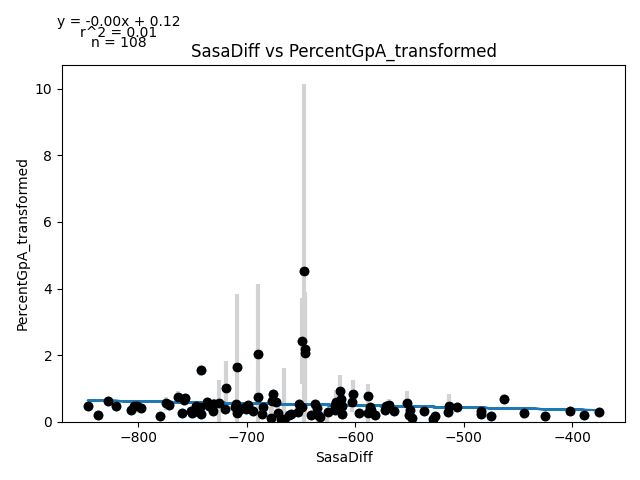 y = -0.00x + 0.12
r^2 = 0.01
n = 108
SasaDiff vs PercentGpA_transformed
10
8
6
4
2
0
PercentGpA_transformed
−800
−700
−600
−500
−400
SasaDiff